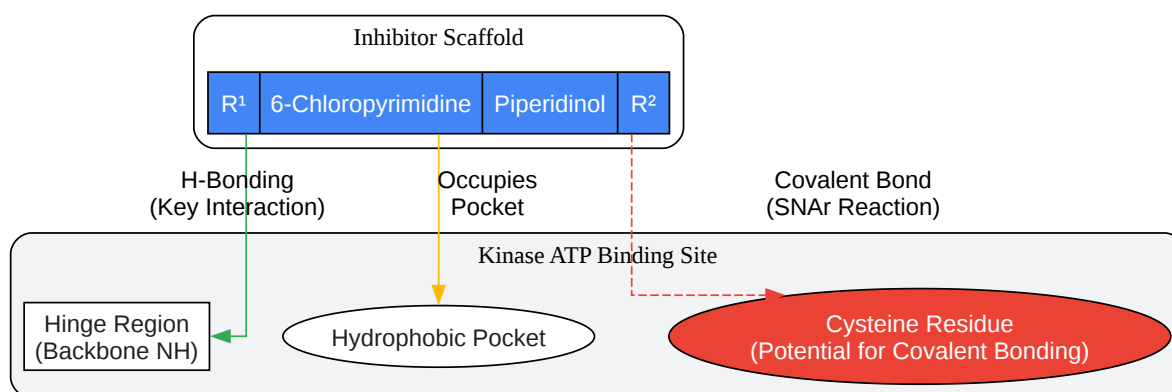 Inhibitor Scaffold
R¹ 6-Chloropyrimidine Piperidinol R²
H-Bonding
(Key Interaction)
Occupies
Pocket
Covalent Bond
(SNAr Reaction)
Kinase ATP Binding Site
Hinge Region
(Backbone NH)
Hydrophobic Pocket
Cysteine Residue
(Potential for Covalent Bonding)